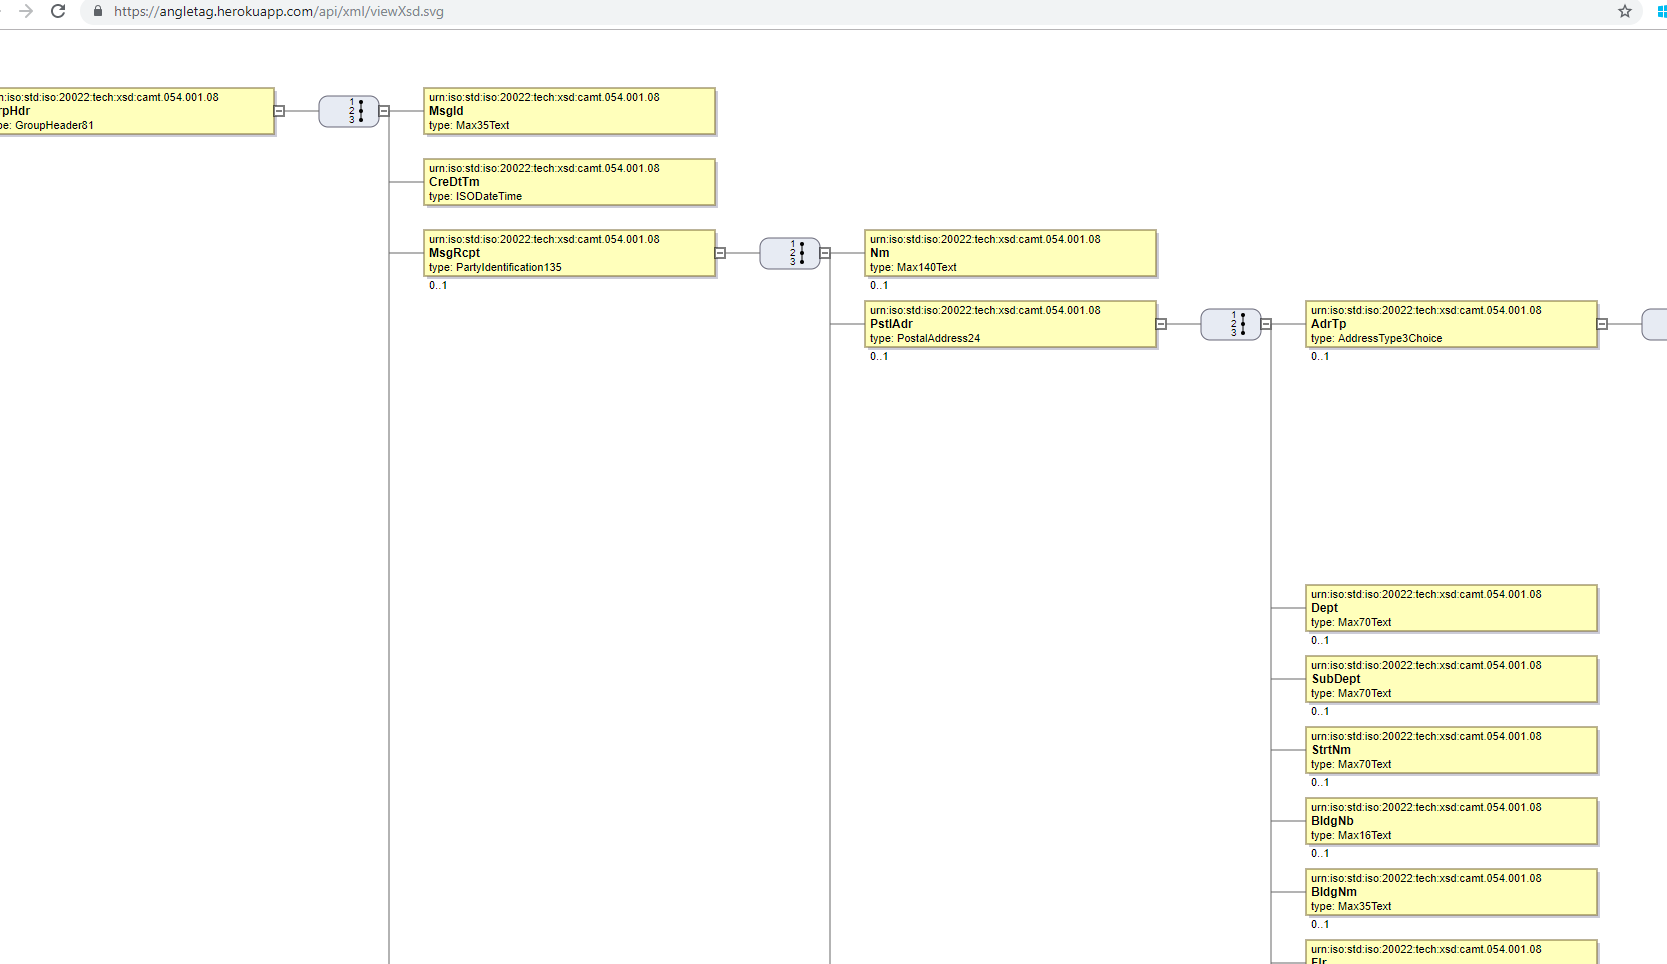 https://angletag.herokuapp.com/api/xml/viewXsd.svg
n:iso:std:iso:20022:tech:xsd:camt.054.001.08
rpHdr
pe: GroupHeader81
1
2
3
urn:iso:std:iso:20022:tech:xsd:camt.054.001.08
MsgId
type: Max35Text
urn:iso:std:iso:20022:tech:xsd:camt.054.001.08
CreDtTm
type: ISODateTime
urn:iso:std:iso:20022:tech:xsd:camt.054.001.08
MsgRcpt
type: PartyIdentification135
0..1
1
2
3
urn:iso:std:iso:20022:tech:xsd:camt.054.001.08
Nm
type: Max140Text
0..1
urn:iso:std:iso:20022:tech:xsd:camt.054.001.08
PstlAdr
type: PostalAddress24
0..1
1
2
3
urn:iso:std:iso:20022:tech:xsd:camt.054.001.08
AdrTp
type: AddressType3Choice
0..1
urn:iso:std:iso:20022:tech:xsd:camt.054.001.08
Dept
type: Max70Text
0..1
urn:iso:std:iso:20022:tech:xsd:camt.054.001.08
SubDept
type: Max70Text
0..1
urn:iso:std:iso:20022:tech:xsd:camt.054.001.08
StrtNm
type: Max70Text
0..1
urn:iso:std:iso:20022:tech:xsd:camt.054.001.08
BldgNb
type: Max16Text
0..1
urn:iso:std:iso:20022:tech:xsd:camt.054.001.08
BldgNm
type: Max35Text
0..1
urn:iso:std:iso:20022:tech:xsd:camt.054.001.08
Flr